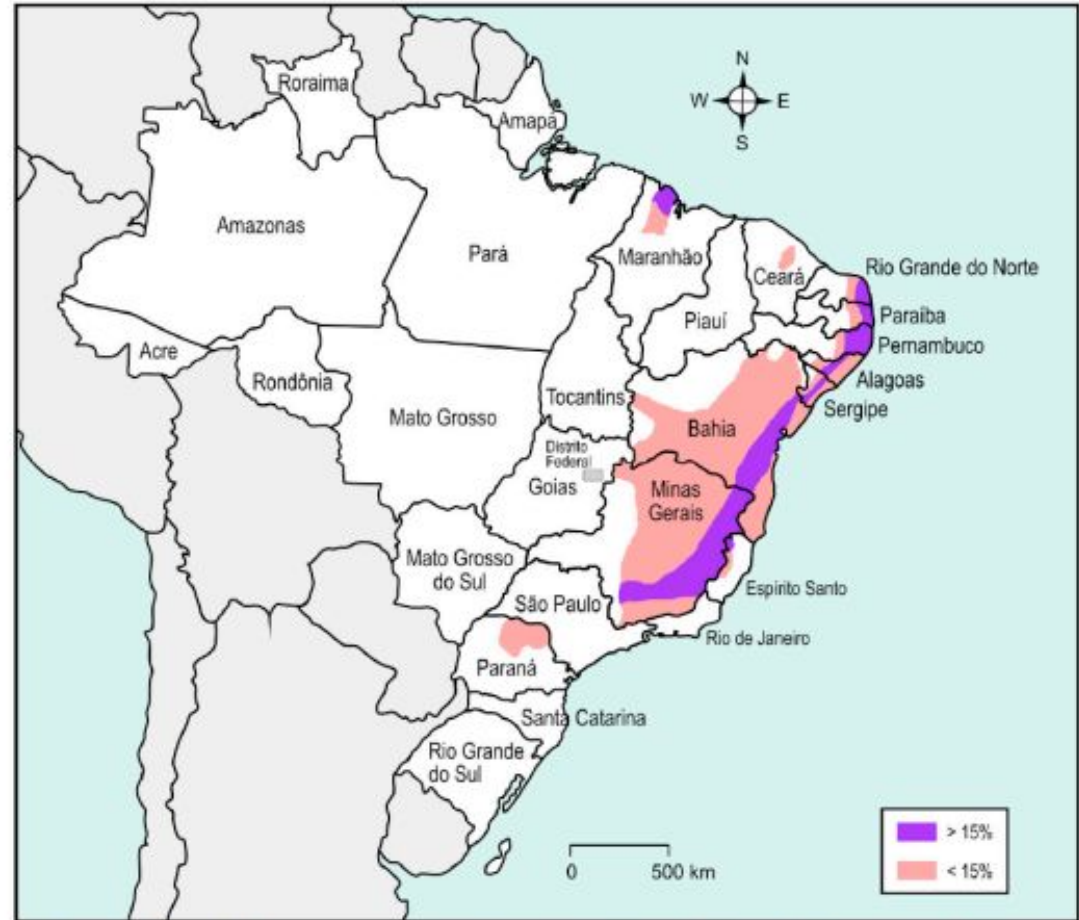 N
W E
S
Roraima
Amapá
Amazonas
Pará
Maranhão
Ceará
Rio Grande do Norte
Piauí
Paraíba
Pernambuco
Acre
Rondônia
Tocantins
Alagoas
Sergipe
Mato Grosso
Bahia
Distrito
Federal
Goias
Minas
Gerais
Mato Grosso
do Sul
Espírito Santo
São Paulo
Rio de Janeiro
Paraná
Santa Catarina
Rio Grande
do Sul
> 15%
< 15%
0 500 km